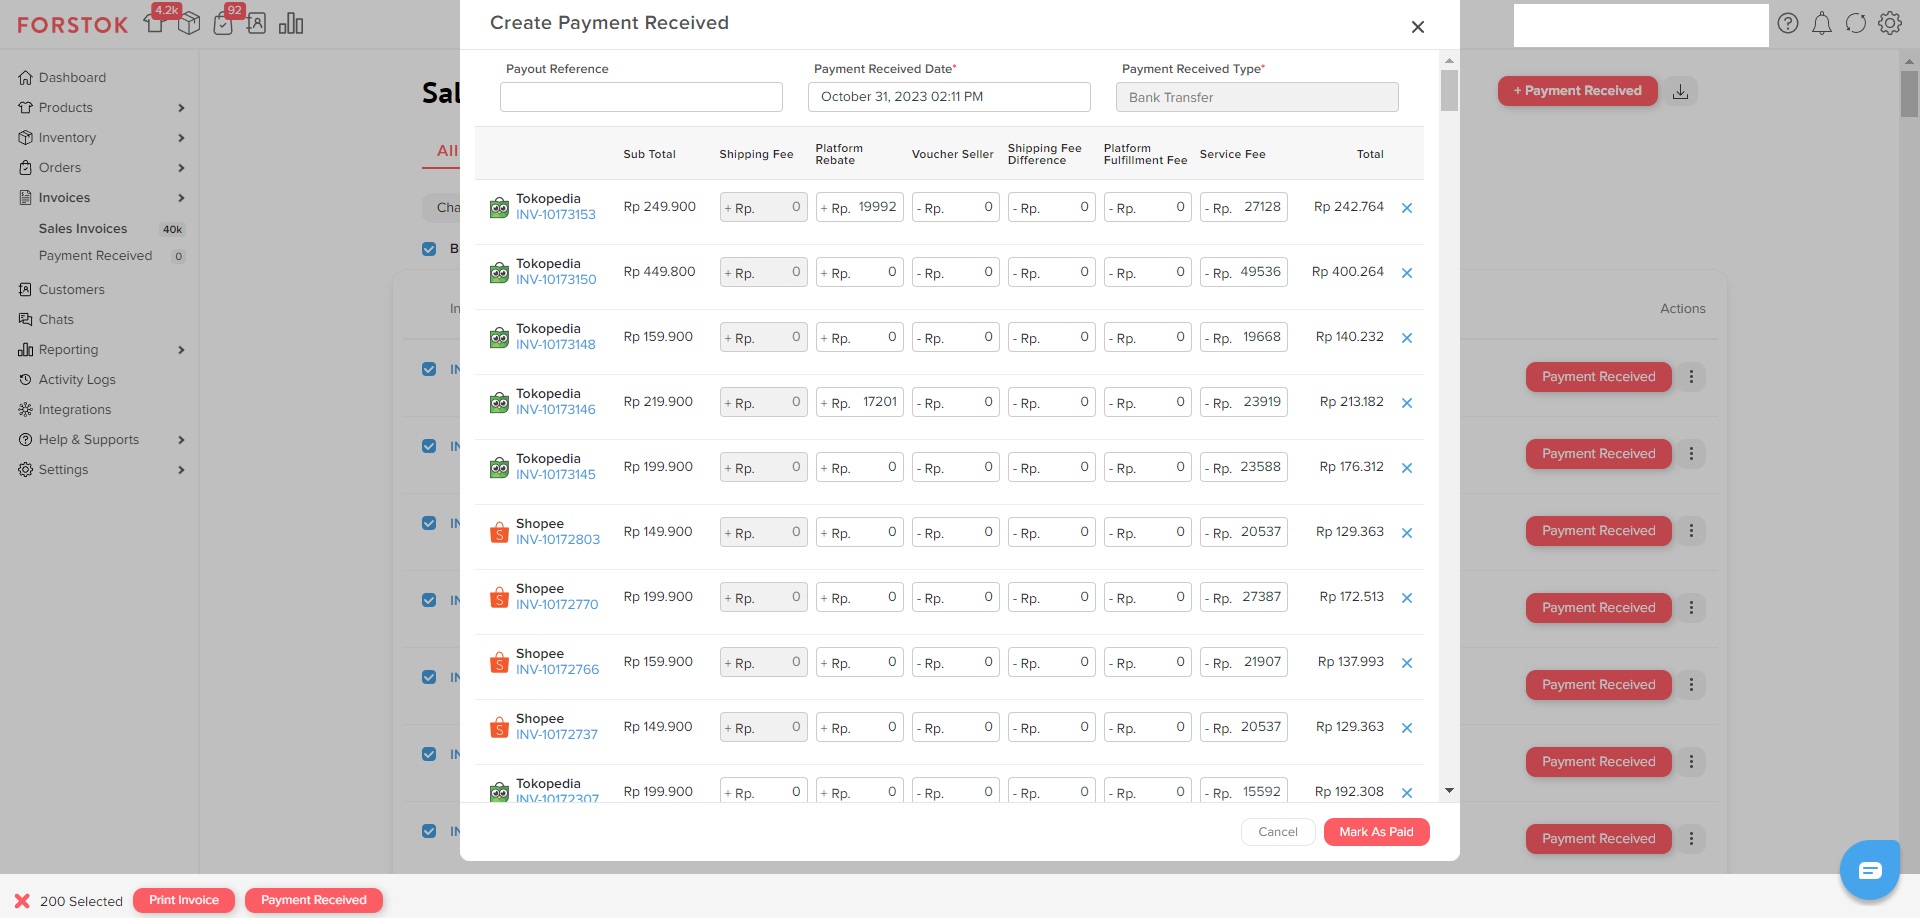 FORSTOK
4.2k
92
Dashboard
Products
Inventory
Orders
Invoices
Sales Invoices 40k
Payment Received 0
Customers
Chats
Reporting
Activity Logs
Integrations
Help & Supports
Settings
Sal
All
Cha
B
In
IN
IN
IN
IN
IN
IN
IN
Create Payment Received
Payout Reference
Payment Received Date*
Payment Received Type*
October 31, 2023 02:11 PM
Bank Transfer
Sub Total Shipping Fee Platform Rebate Voucher Seller Shipping Fee Difference Platform Fulfillment Fee Service Fee Total
Tokopedia
INV-10173153 Rp 249.900 + Rp. 0 + Rp. 19992 - Rp. 0 - Rp. 0 - Rp. 0 - Rp. 27128 Rp 242.764
Tokopedia
INV-10173150 Rp 449.800 + Rp. 0 + Rp. 0 - Rp. 0 - Rp. 0 - Rp. 0 - Rp. 49536 Rp 400.264
Tokopedia
INV-10173148 Rp 159.900 + Rp. 0 + Rp. 0 - Rp. 0 - Rp. 0 - Rp. 0 - Rp. 19668 Rp 140.232
Tokopedia
INV-10173146 Rp 219.900 + Rp. 0 + Rp. 17201 - Rp. 0 - Rp. 0 - Rp. 0 - Rp. 23919 Rp 213.182
Tokopedia
INV-10173145 Rp 199.900 + Rp. 0 + Rp. 0 - Rp. 0 - Rp. 0 - Rp. 0 - Rp. 23588 Rp 176.312
Shopee
INV-10172803 Rp 149.900 + Rp. 0 + Rp. 0 - Rp. 0 - Rp. 0 - Rp. 0 - Rp. 20537 Rp 129.363
Shopee
INV-10172770 Rp 199.900 + Rp. 0 + Rp. 0 - Rp. 0 - Rp. 0 - Rp. 0 - Rp. 27387 Rp 172.513
Shopee
INV-10172766 Rp 159.900 + Rp. 0 + Rp. 0 - Rp. 0 - Rp. 0 - Rp. 0 - Rp. 21907 Rp 137.993
Shopee
INV-10172737 Rp 149.900 + Rp. 0 + Rp. 0 - Rp. 0 - Rp. 0 - Rp. 0 - Rp. 20537 Rp 129.363
Tokopedia
INV-10172307 Rp 199.900 + Rp. 0 + Rp. 0 - Rp. 0 - Rp. 0 - Rp. 0 - Rp. 15592 Rp 192.308
Cancel
Mark As Paid
+ Payment Received
Actions
Payment Received
Payment Received
Payment Received
Payment Received
Payment Received
Payment Received
Payment Received
200 Selected
Print Invoice
Payment Received